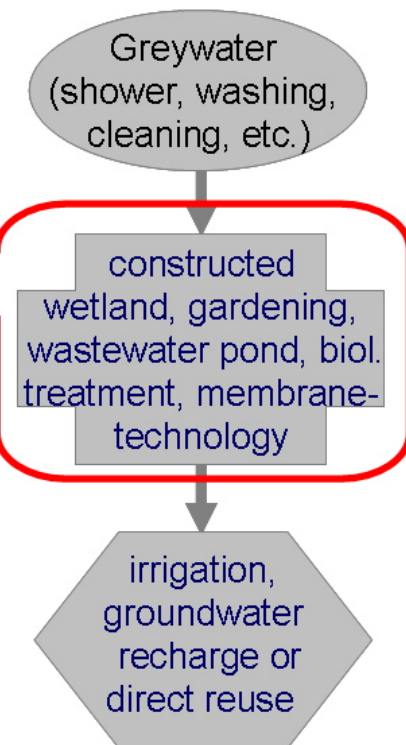 Greywater
(shower, washing,
cleaning, etc.)
constructed
wetland, gardening,
wastewater pond, biol.
treatment, membrane-
technology
irrigation,
groundwater
recharge or
direct reuse